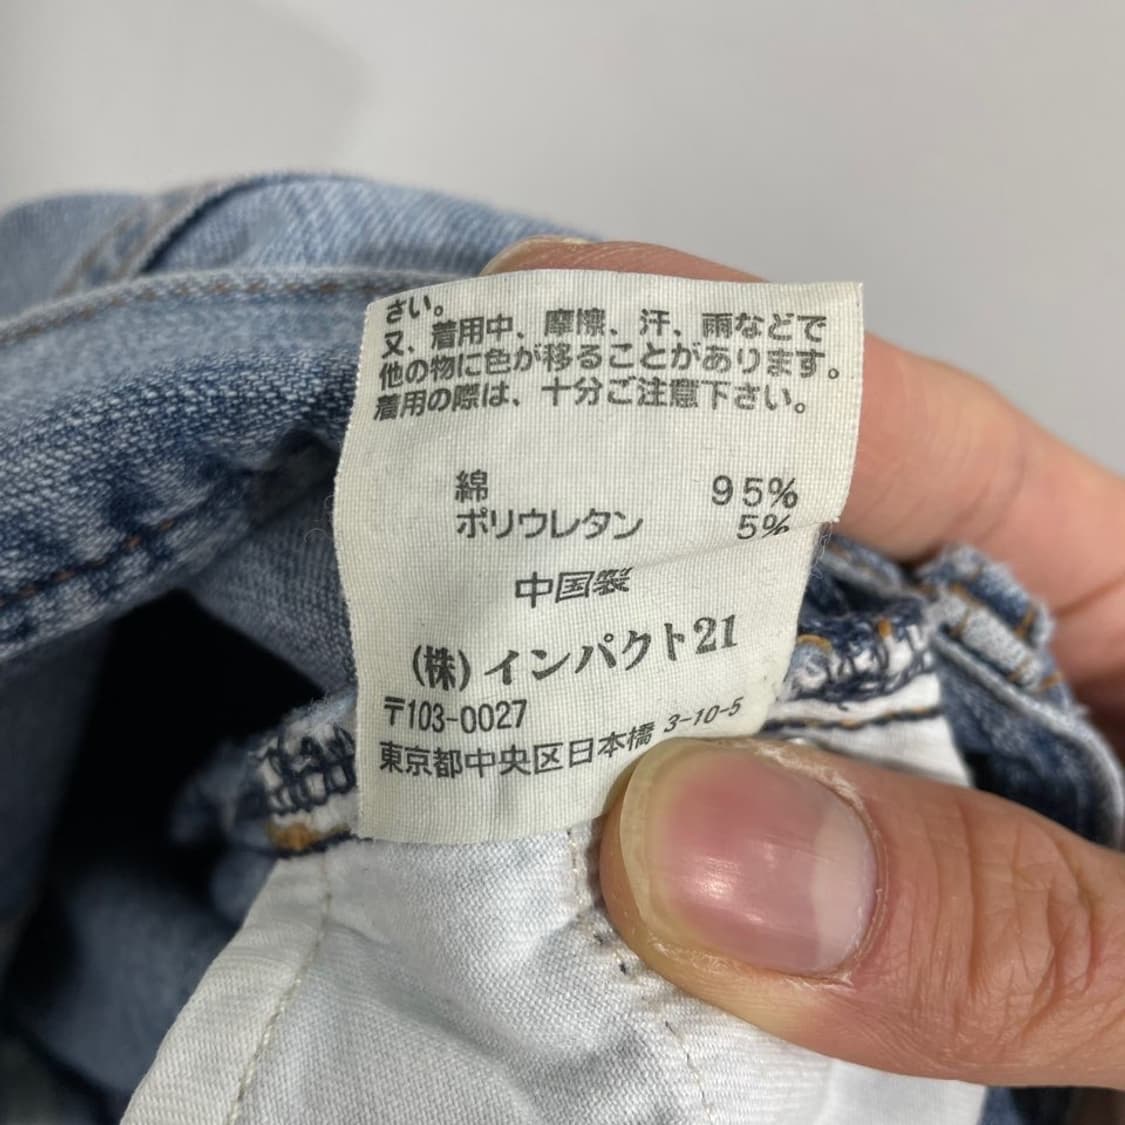 さい。
又、着用中、摩擦、汗、雨などで
他の物に色が移ることがあります。
着用の際は、十分ご注意下さい。
綿 95%
ポリウレタン 5%
中国製
(株)インパクト21
〒103-0027
東京都中央区日本橋 3-10-5